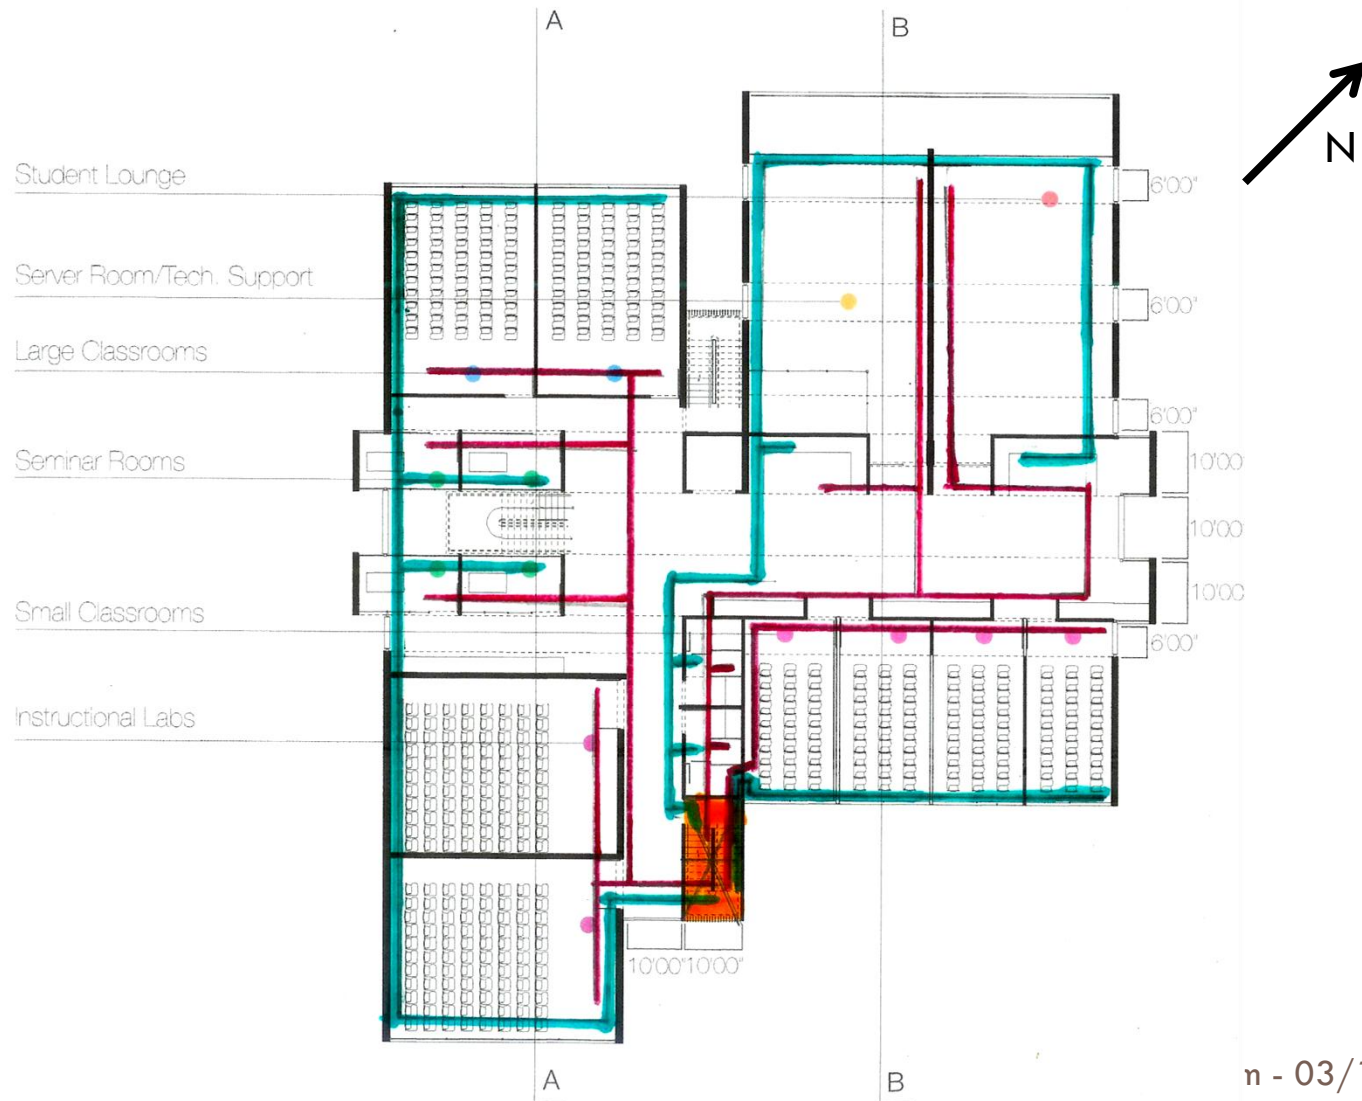 A
B
N
Student Lounge
6'00"
Server Room/Tech. Support
6'00"
Large Classrooms
6'00"
Seminar Rooms
10'00
10'00
10'00
Small Classrooms
6'00"
Instructional Labs
10'00"
10'00"
A
B
m - 03/